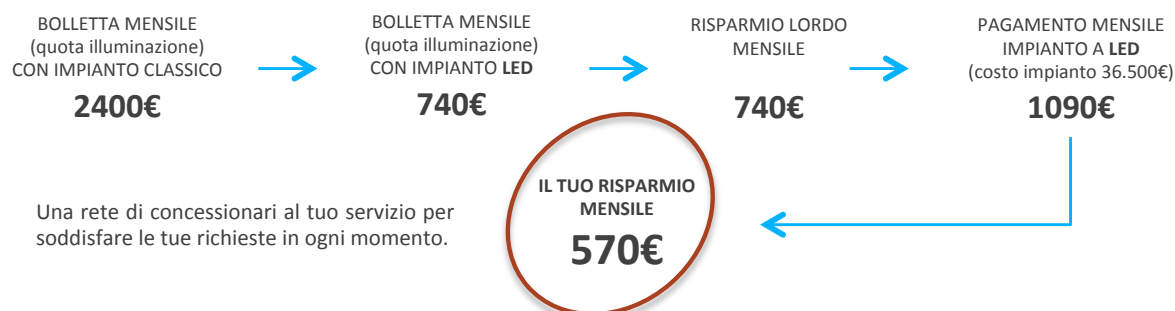 BOLLETTA MENSILE
(quota illuminazione)
CON IMPIANTO CLASSICO
2400€
BOLLETTA MENSILE
(quota illuminazione)
CON IMPIANTO LED
740€
RISPARMIO LORDO
MENSILE
740€
PAGAMENTO MENSILE
IMPIANTO A LED
(costo impianto 36.500€)
1090€
Una rete di concessionari al tuo servizio per
soddisfare le tue richieste in ogni momento.
IL TUO RISPARMIO
MENSILE
570€